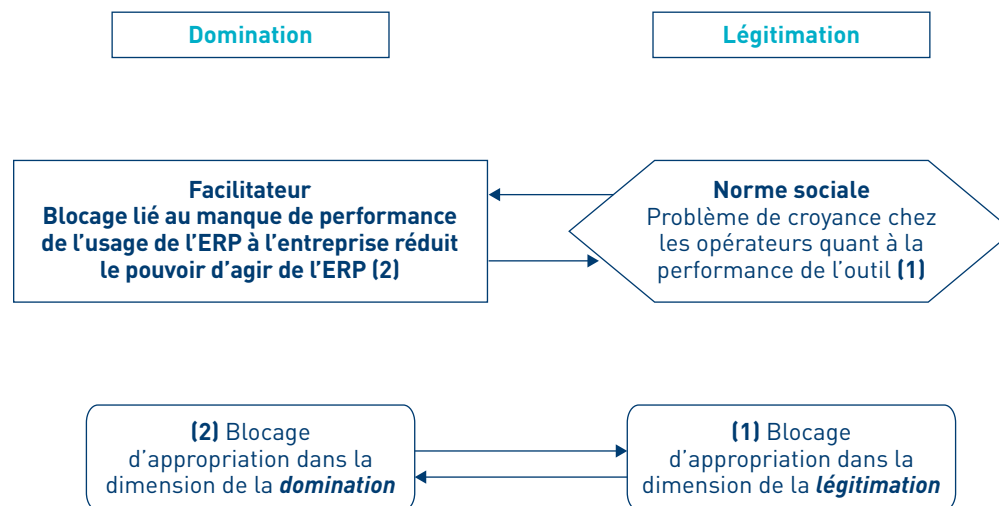 Domination
Légitimation
Facilitateur
Blocage lié au manque de performance
de l'usage de l'ERP à l'entreprise réduit
le pouvoir d'agir de l'ERP (2)
Norme sociale
Problème de croyance chez
les opérateurs quant à la
performance de l'outil (1)
(2) Blocage
d'appropriation dans la
dimension de la domination
(1) Blocage
d'appropriation dans la
dimension de la légitimation